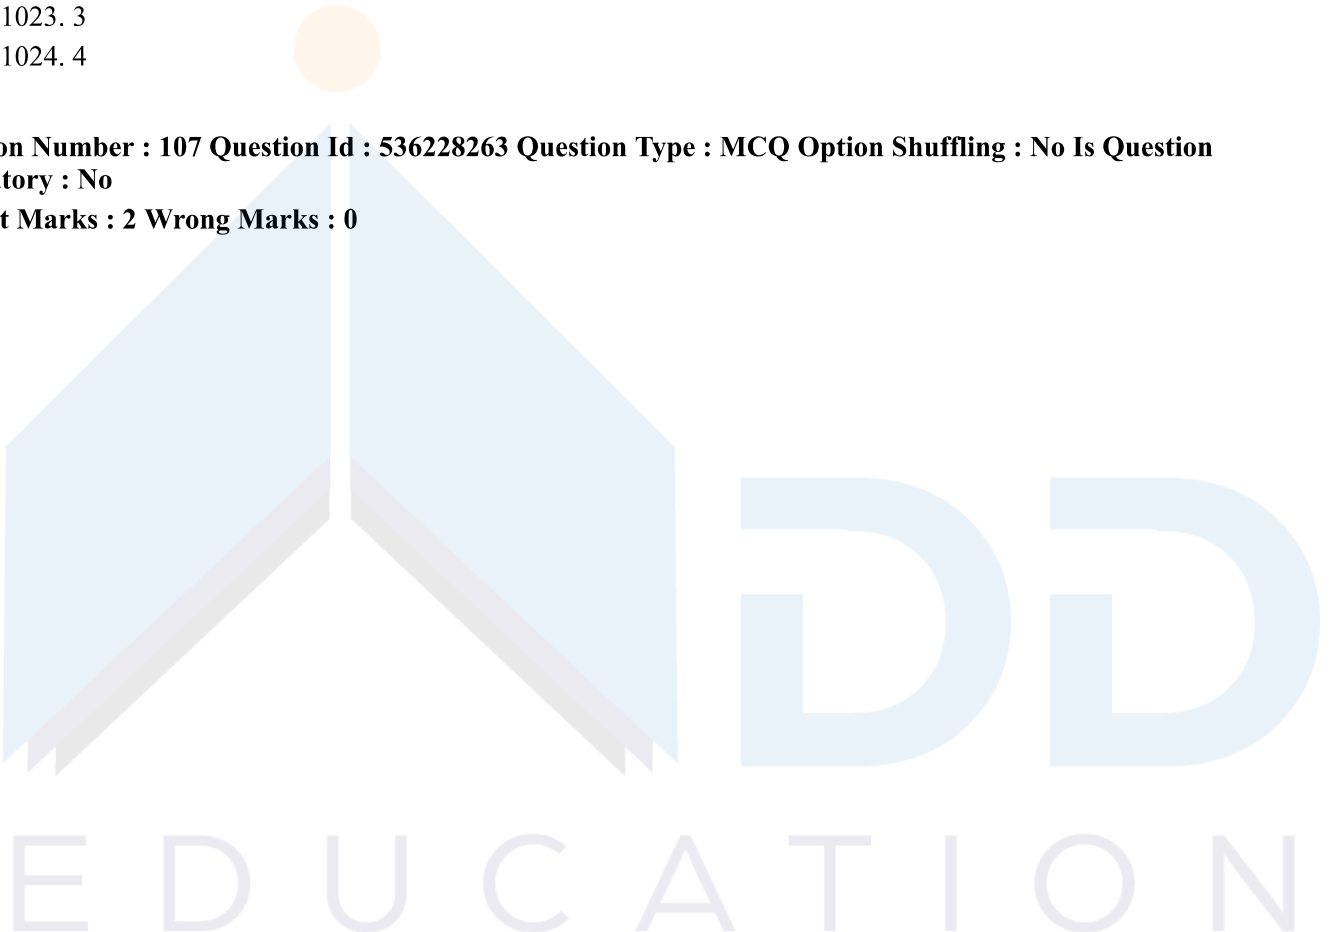 1023. 3
1024. 4
on Number : 107 Question Id : 536228263 Question Type : MCQ Option Shuffling : No Is Question
tory : No
t Marks : 2 Wrong Marks : 0
DD
EDUCATION